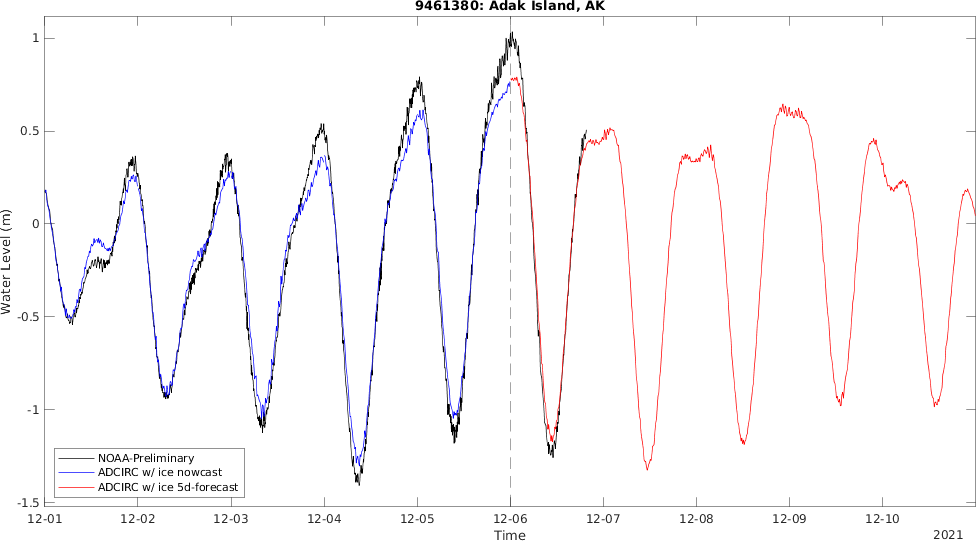 9461380: Adak Island, AK
Water Level (m)
1
0.5
0
-0.5
-1
-1.5
NOAA-Preliminary
ADCIRC w/ ice nowcast
ADCIRC w/ ice 5d-forecast
12-01 12-02 12-03 12-04 12-05 12-06 12-07 12-08 12-09 12-10
Time
2021